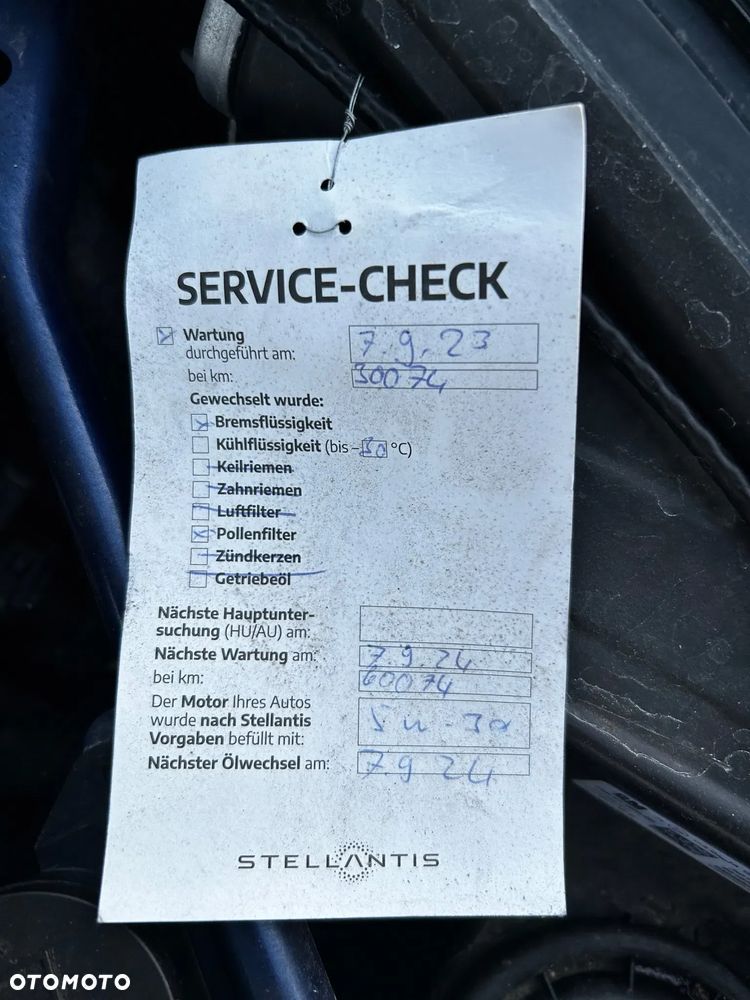 SERVICE-CHECK
Wartung
durchgeführt am: 7.9.23
bei km: 30074
Gewechselt wurde:
Bremsflüssigkeit
Kühlflüssigkeit (bis -30 °C)
Keilriemen
Zahnriemen
Luftfilter
Pollenfilter
Zündkerzen
Getriebeöl
Nächste Hauptunter-
suchung (HU/AU) am:
Nächste Wartung am: 7.9.24
bei km: 60074
Der Motor Ihres Autos
wurde nach Stellantis
Vorgaben befüllt mit: 5w-30
Nächster Ölwechsel am: 7.9 24
STELLANTIS
OTOMOTO